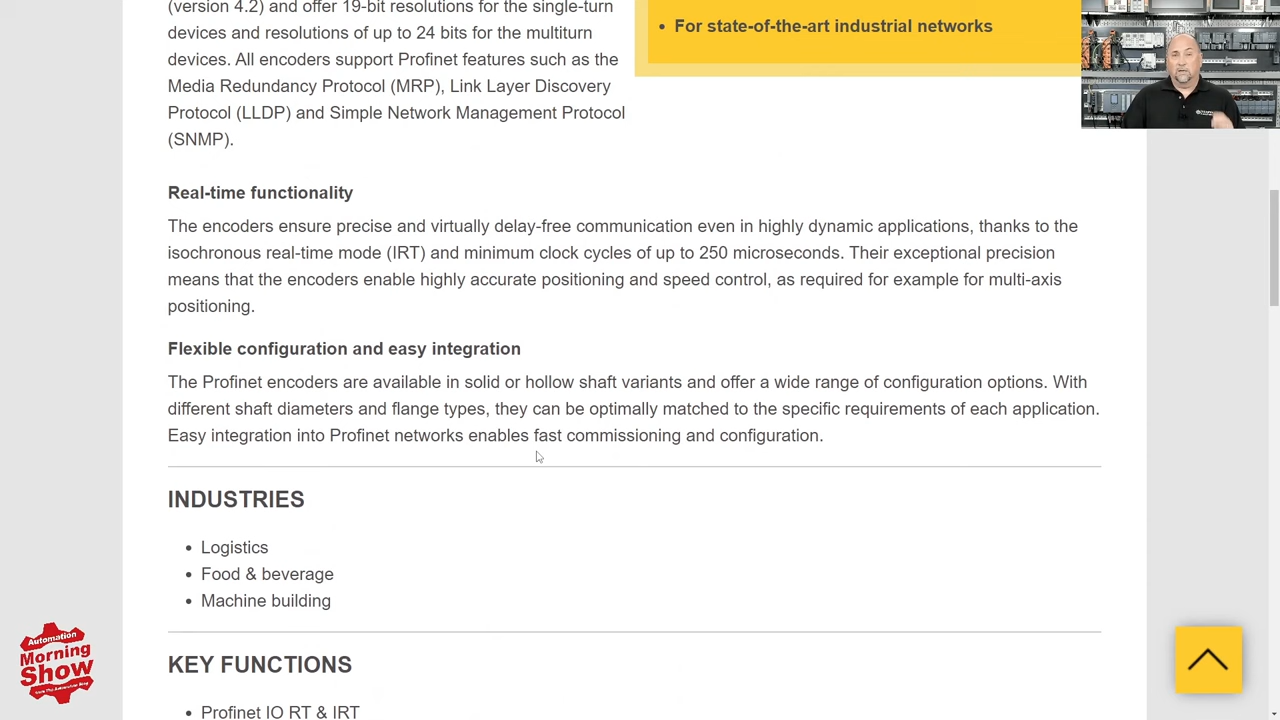 (version 4.2) and offer 19-bit resolutions for the single-turn
devices and resolutions of up to 24 bits for the multiturn
devices. All encoders support Profinet features such as the
Media Redundancy Protocol (MRP), Link Layer Discovery
Protocol (LLDP) and Simple Network Management Protocol
(SNMP).
• For state-of-the-art industrial networks
Real-time functionality
The encoders ensure precise and virtually delay-free communication even in highly dynamic applications, thanks to the
isochronous real-time mode (IRT) and minimum clock cycles of up to 250 microseconds. Their exceptional precision
means that the encoders enable highly accurate positioning and speed control, as required for example for multi-axis
positioning.
Flexible configuration and easy integration
The Profinet encoders are available in solid or hollow shaft variants and offer a wide range of configuration options. With
different shaft diameters and flange types, they can be optimally matched to the specific requirements of each application.
Easy integration into Profinet networks enables fast commissioning and configuration.
INDUSTRIES
• Logistics
• Food & beverage
• Machine building
KEY FUNCTIONS
• Profinet IO RT & IRT
Automation
Morning
Show
from The Automation Blog